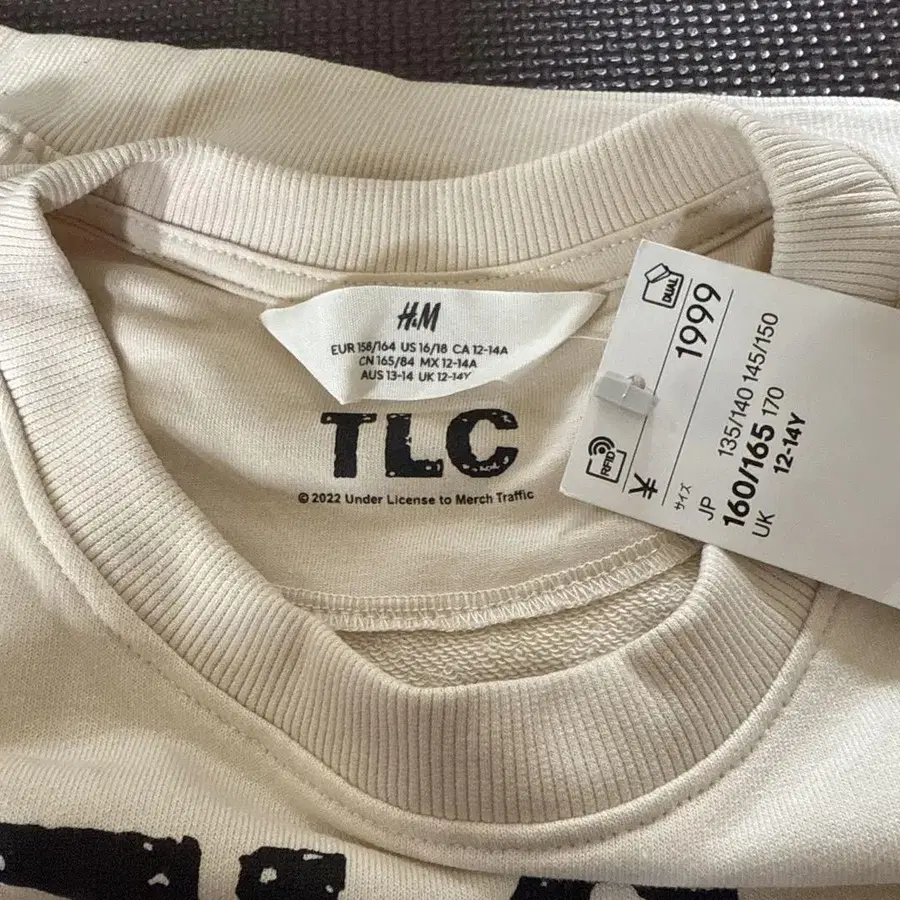 H&M
EUR 158/164 US 16/18 CA 12-14A
CN 165/84 MX 12-14A
AUS 13-14 UK 12-14Y
TLC
© 2022 Under License to Merch Traffic
DUAL
1999
RFID
サイズ
JP
135/140 145/150
160/165 170
UK
12-14Y